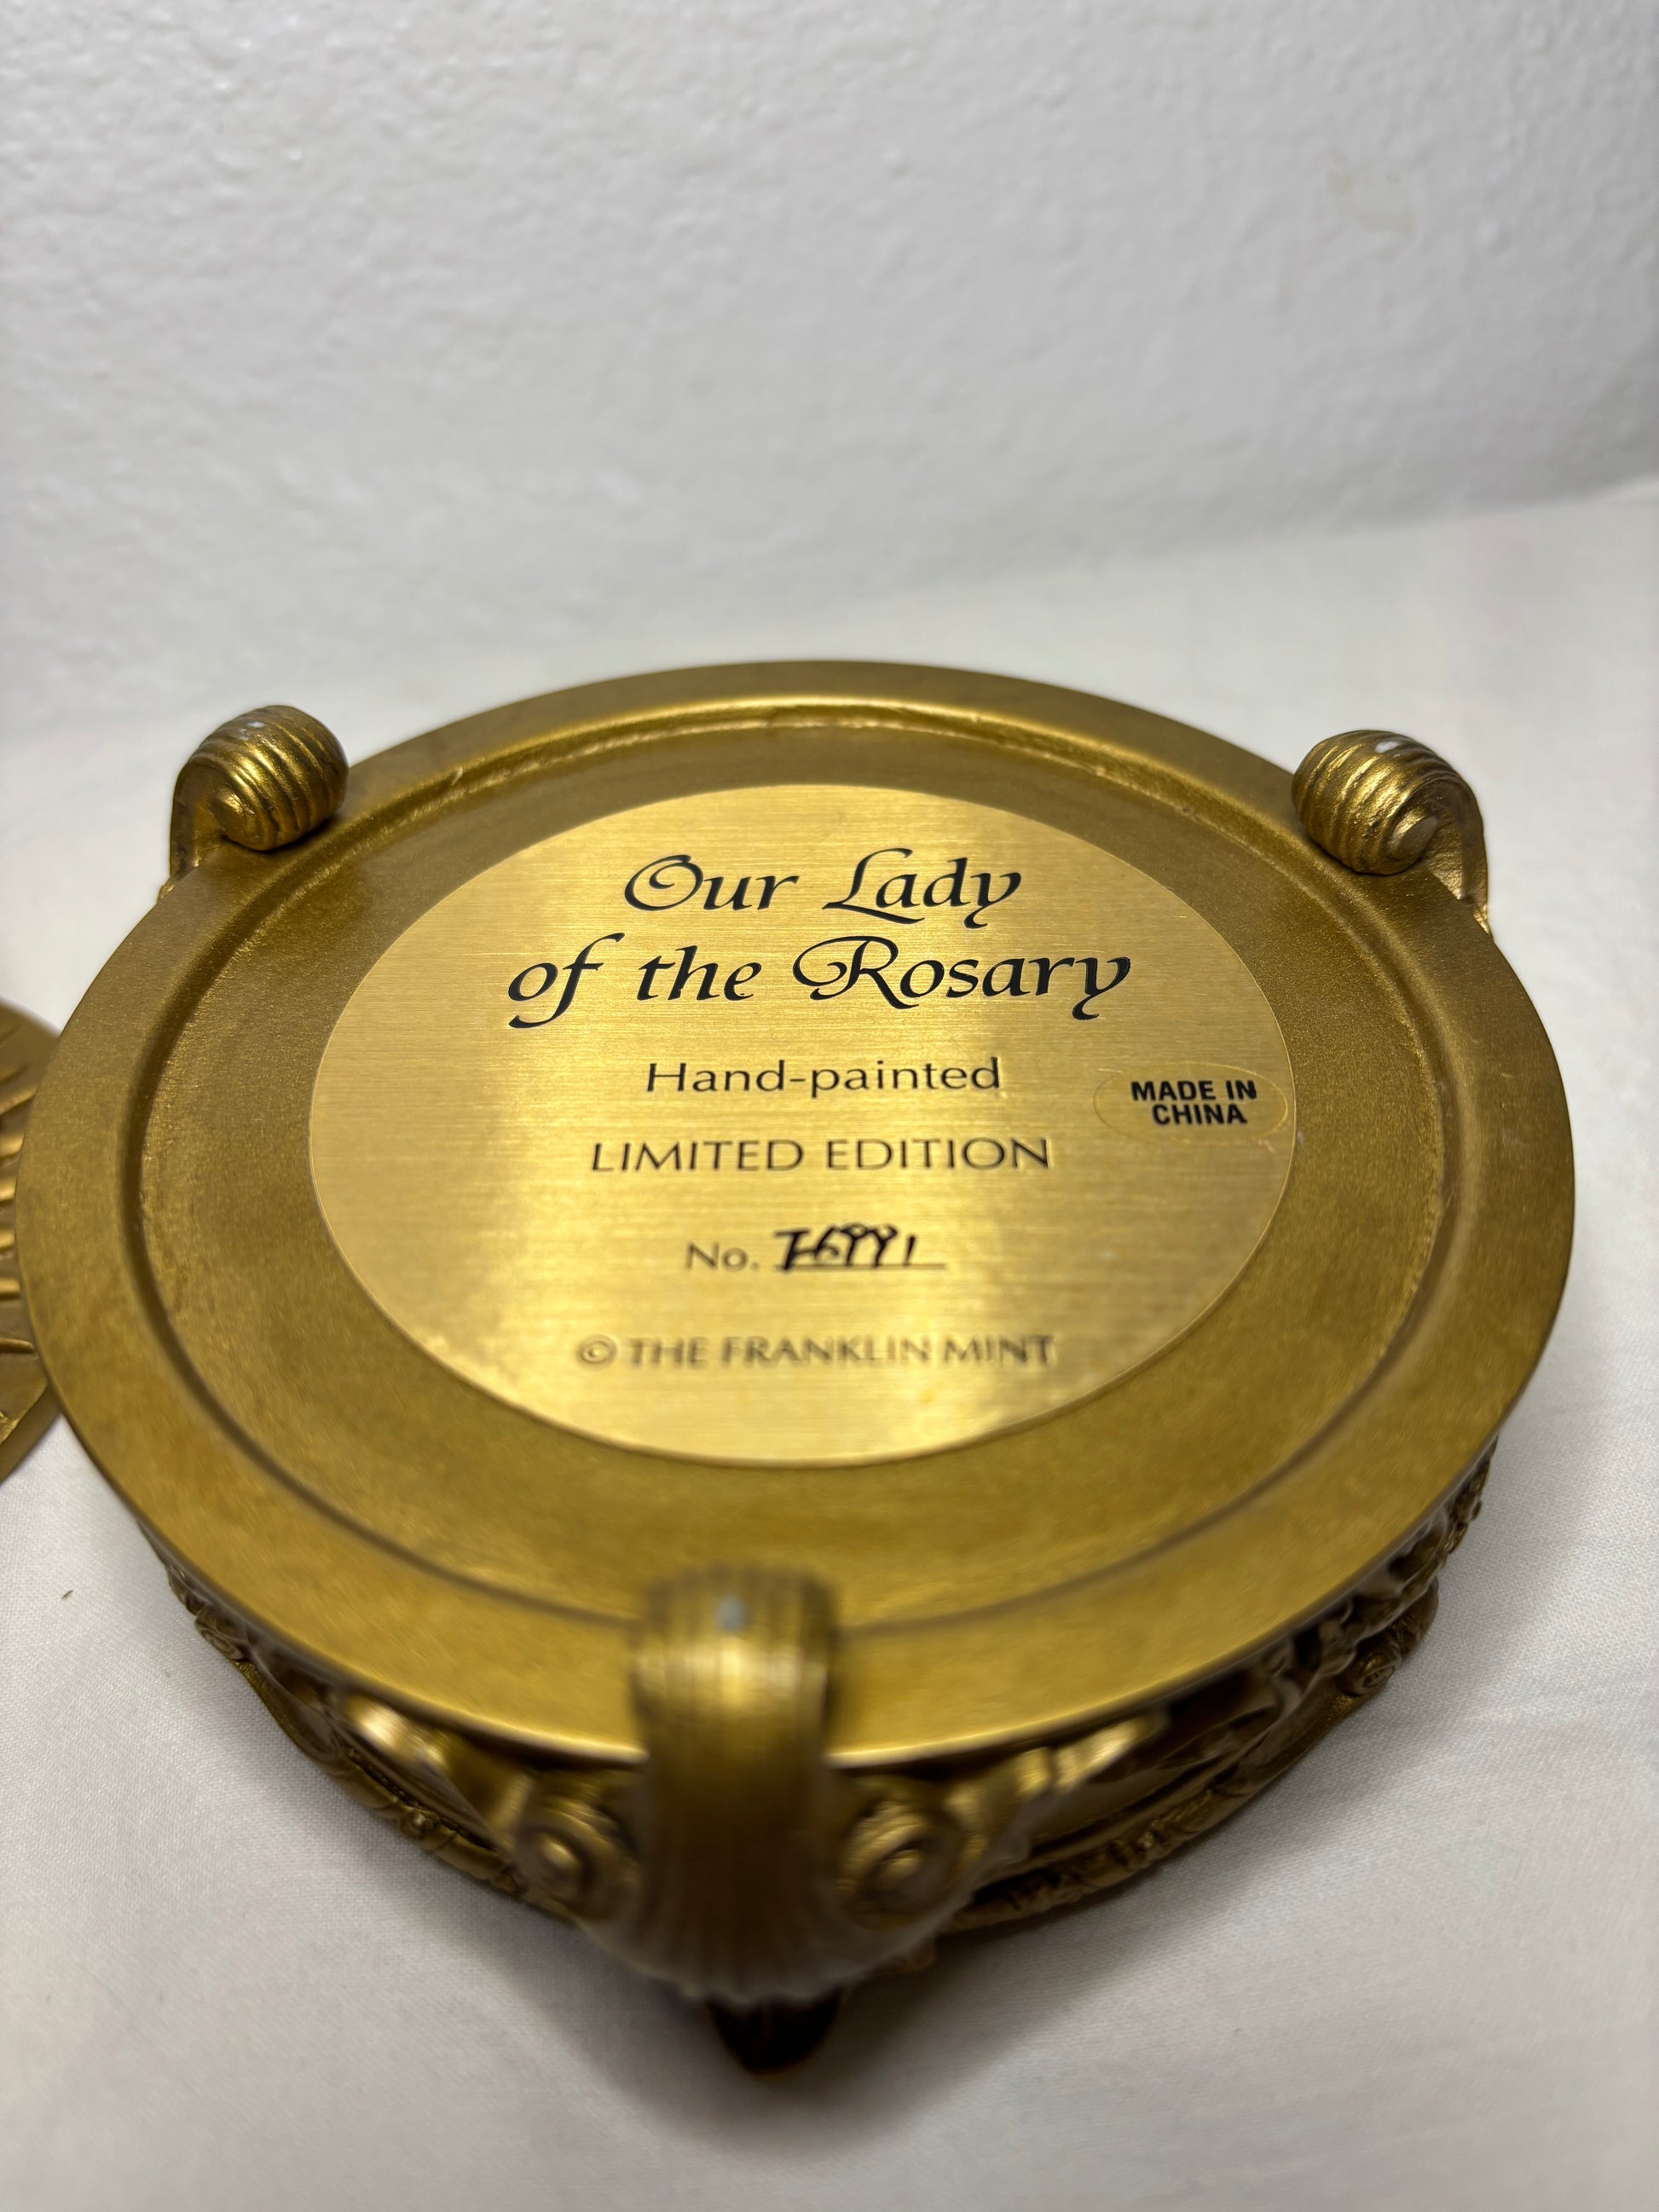 Our Lady
of the Rosary
Hand-painted
MADE IN
CHINA
LIMITED EDITION
No.
© THE FRANKLIN MINT